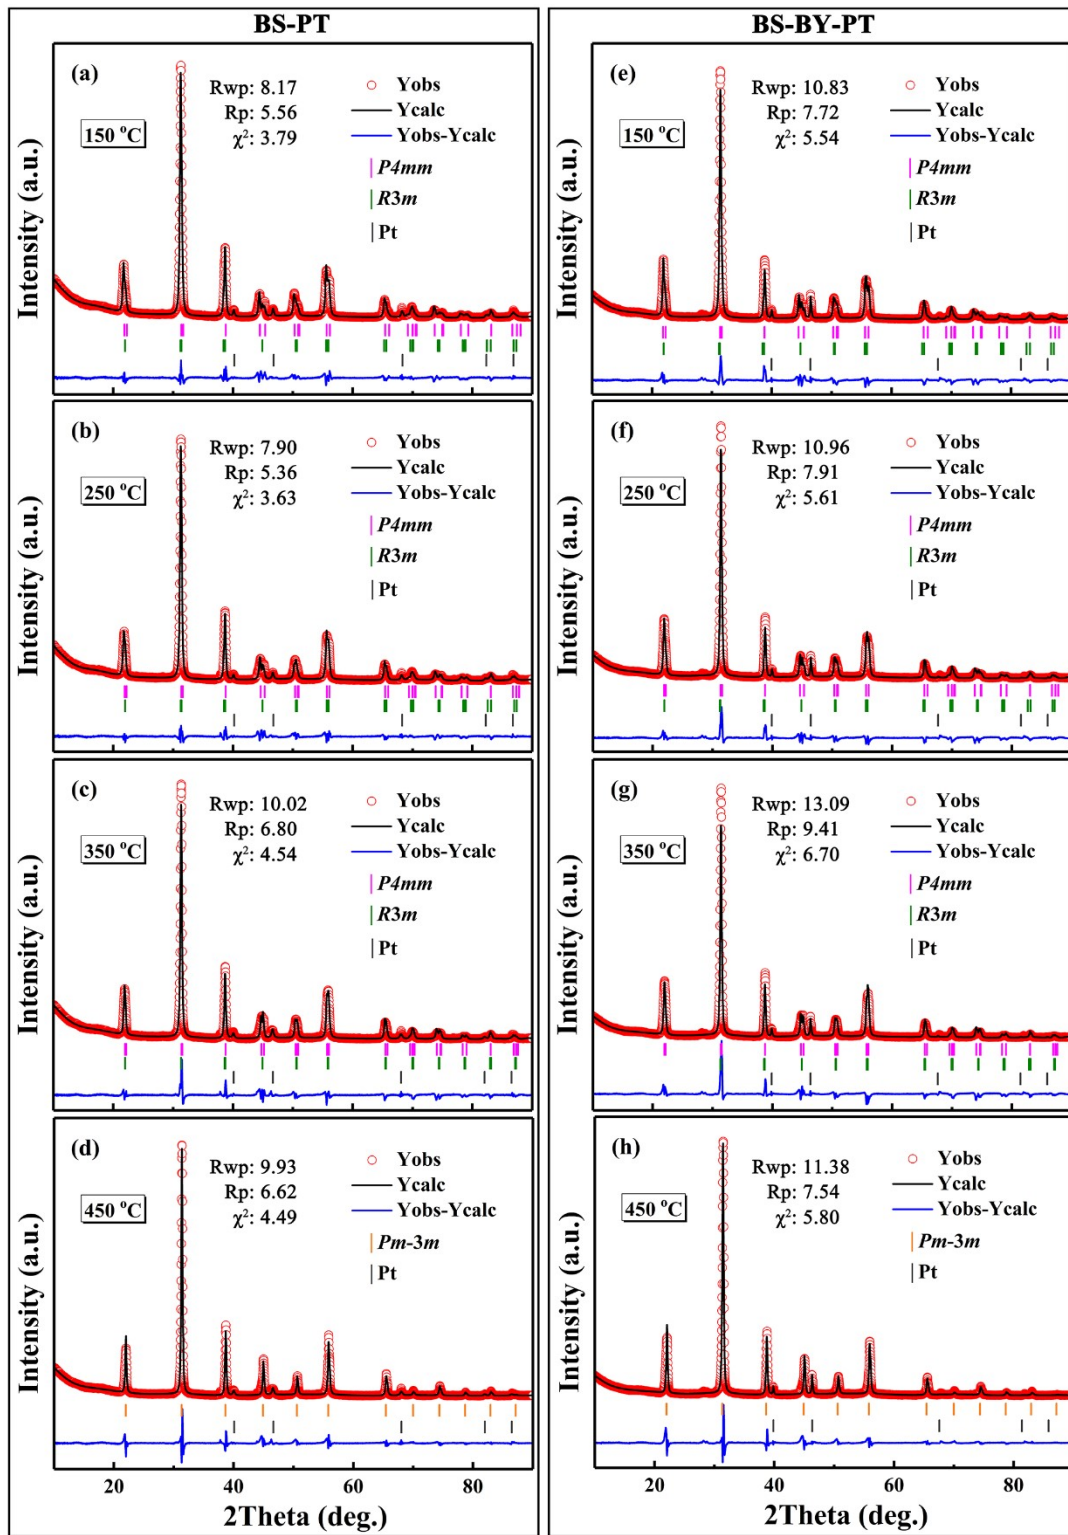 BS-PT
(a)
150 °C
Rwp: 8.17
Rp: 5.56
χ²: 3.79
Yobs
Ycalc
Yobs-Ycalc
P4mm
R3m
Pt
Intensity (a.u.)
(b)
250 °C
Rwp: 7.90
Rp: 5.36
χ²: 3.63
Yobs
Ycalc
Yobs-Ycalc
P4mm
R3m
Pt
Intensity (a.u.)
(c)
350 °C
Rwp: 10.02
Rp: 6.80
χ²: 4.54
Yobs
Ycalc
Yobs-Ycalc
P4mm
R3m
Pt
Intensity (a.u.)
(d)
450 °C
Rwp: 9.93
Rp: 6.62
χ²: 4.49
Yobs
Ycalc
Yobs-Ycalc
Pm-3m
Pt
Intensity (a.u.)
20 40 60 80
2Theta (deg.)
BS-BY-PT
(e)
150 °C
Rwp: 10.83
Rp: 7.72
χ²: 5.54
Yobs
Ycalc
Yobs-Ycalc
P4mm
R3m
Pt
Intensity (a.u.)
(f)
250 °C
Rwp: 10.96
Rp: 7.91
χ²: 5.61
Yobs
Ycalc
Yobs-Ycalc
P4mm
R3m
Pt
Intensity (a.u.)
(g)
350 °C
Rwp: 13.09
Rp: 9.41
χ²: 6.70
Yobs
Ycalc
Yobs-Ycalc
P4mm
R3m
Pt
Intensity (a.u.)
(h)
450 °C
Rwp: 11.38
Rp: 7.54
χ²: 5.80
Yobs
Ycalc
Yobs-Ycalc
Pm-3m
Pt
Intensity (a.u.)
20 40 60 80
2Theta (deg.)